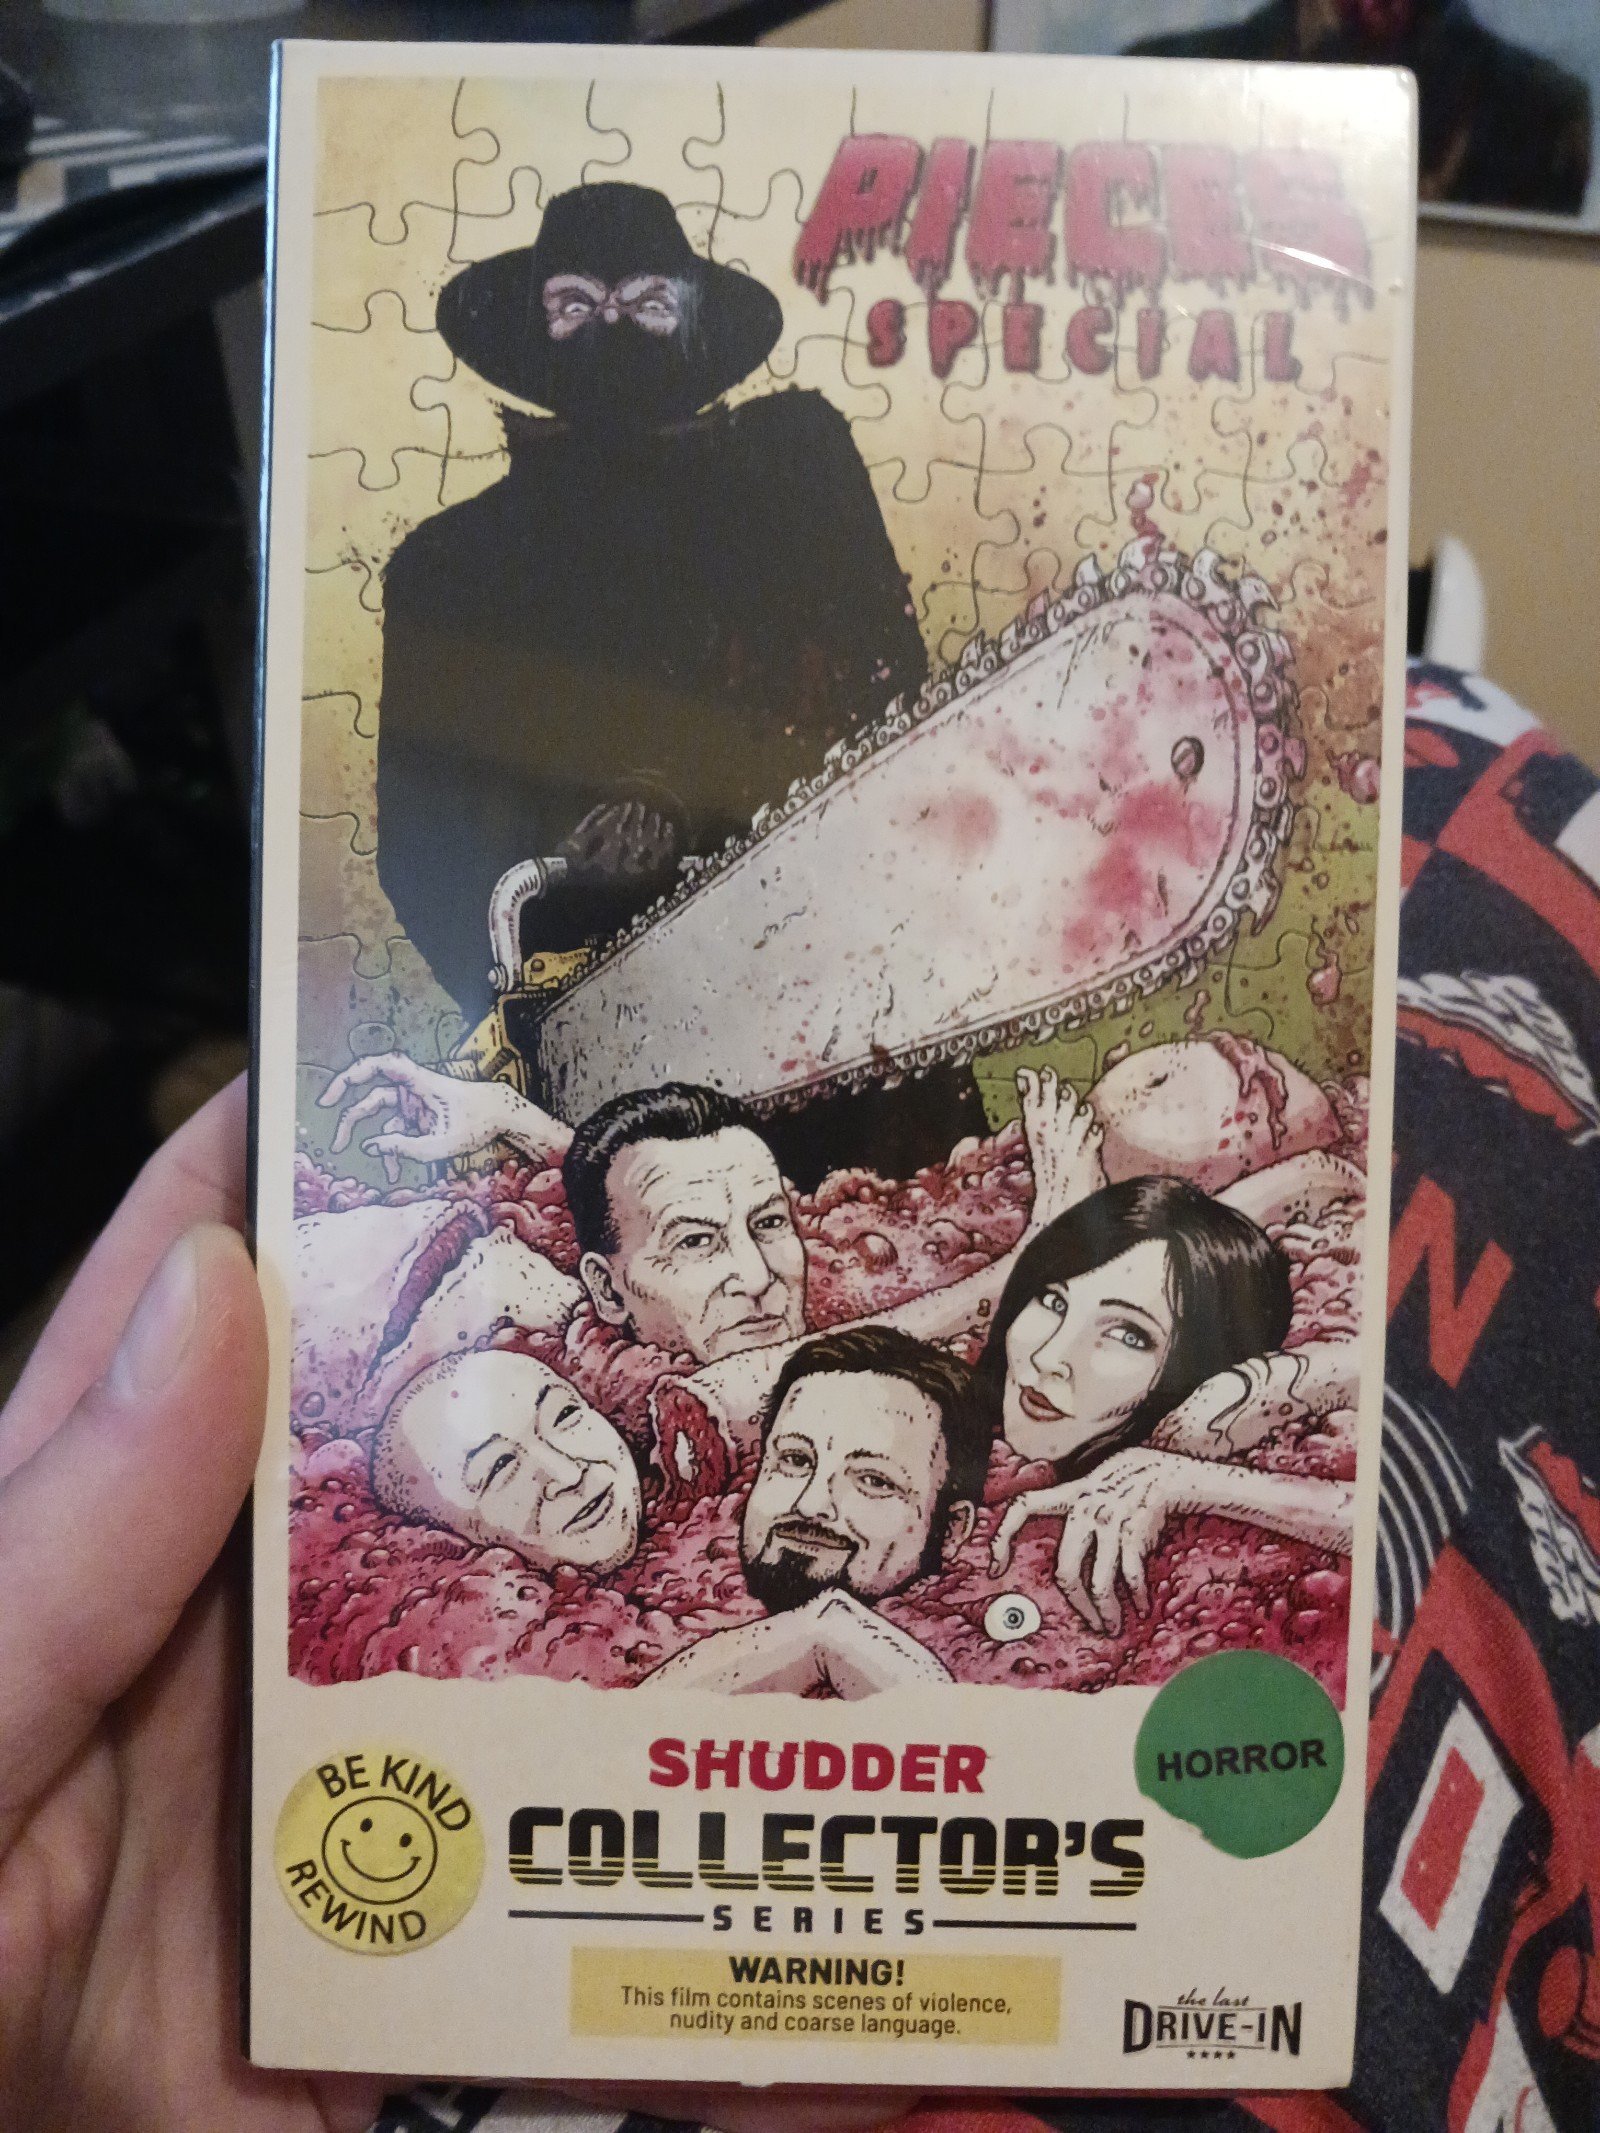 PIECES
SPECIAL
SHUDDER
COLLECTOR'S
SERIES
BE KIND
REWIND
HORROR
WARNING!
This film contains scenes of violence,
nudity and coarse language.
the last
DRIVE-IN